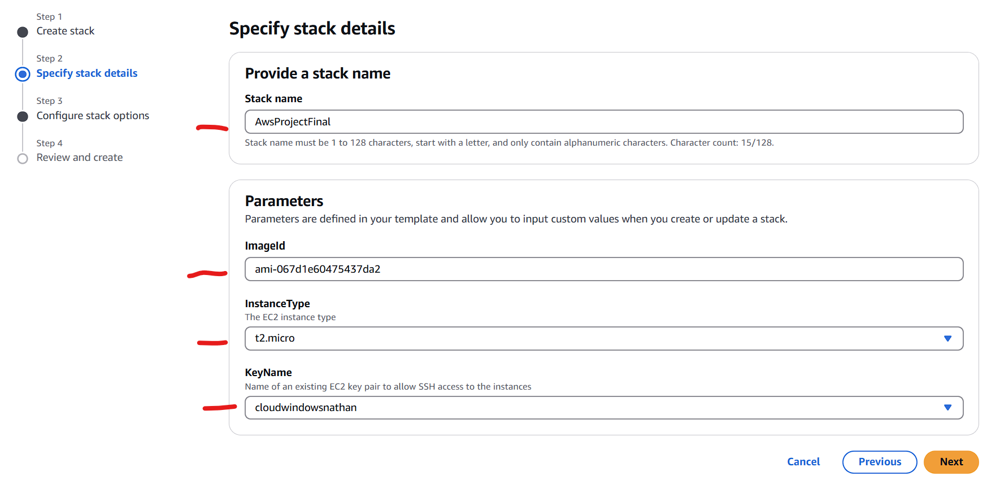 Step 1
Create stack
Step 2
Specify stack details
Step 3
Configure stack options
Step 4
Review and create
Specify stack details
Provide a stack name
Stack name
AwsProjectFinal
Stack name must be 1 to 128 characters, start with a letter, and only contain alphanumeric characters. Character count: 15/128.
Parameters
Parameters are defined in your template and allow you to input custom values when you create or update a stack.
ImageId
ami-067d1e60475437da2
InstanceType
The EC2 instance type
t2.micro
KeyName
Name of an existing EC2 key pair to allow SSH access to the instances
cloudwindowsnathan
Cancel
Previous
Next